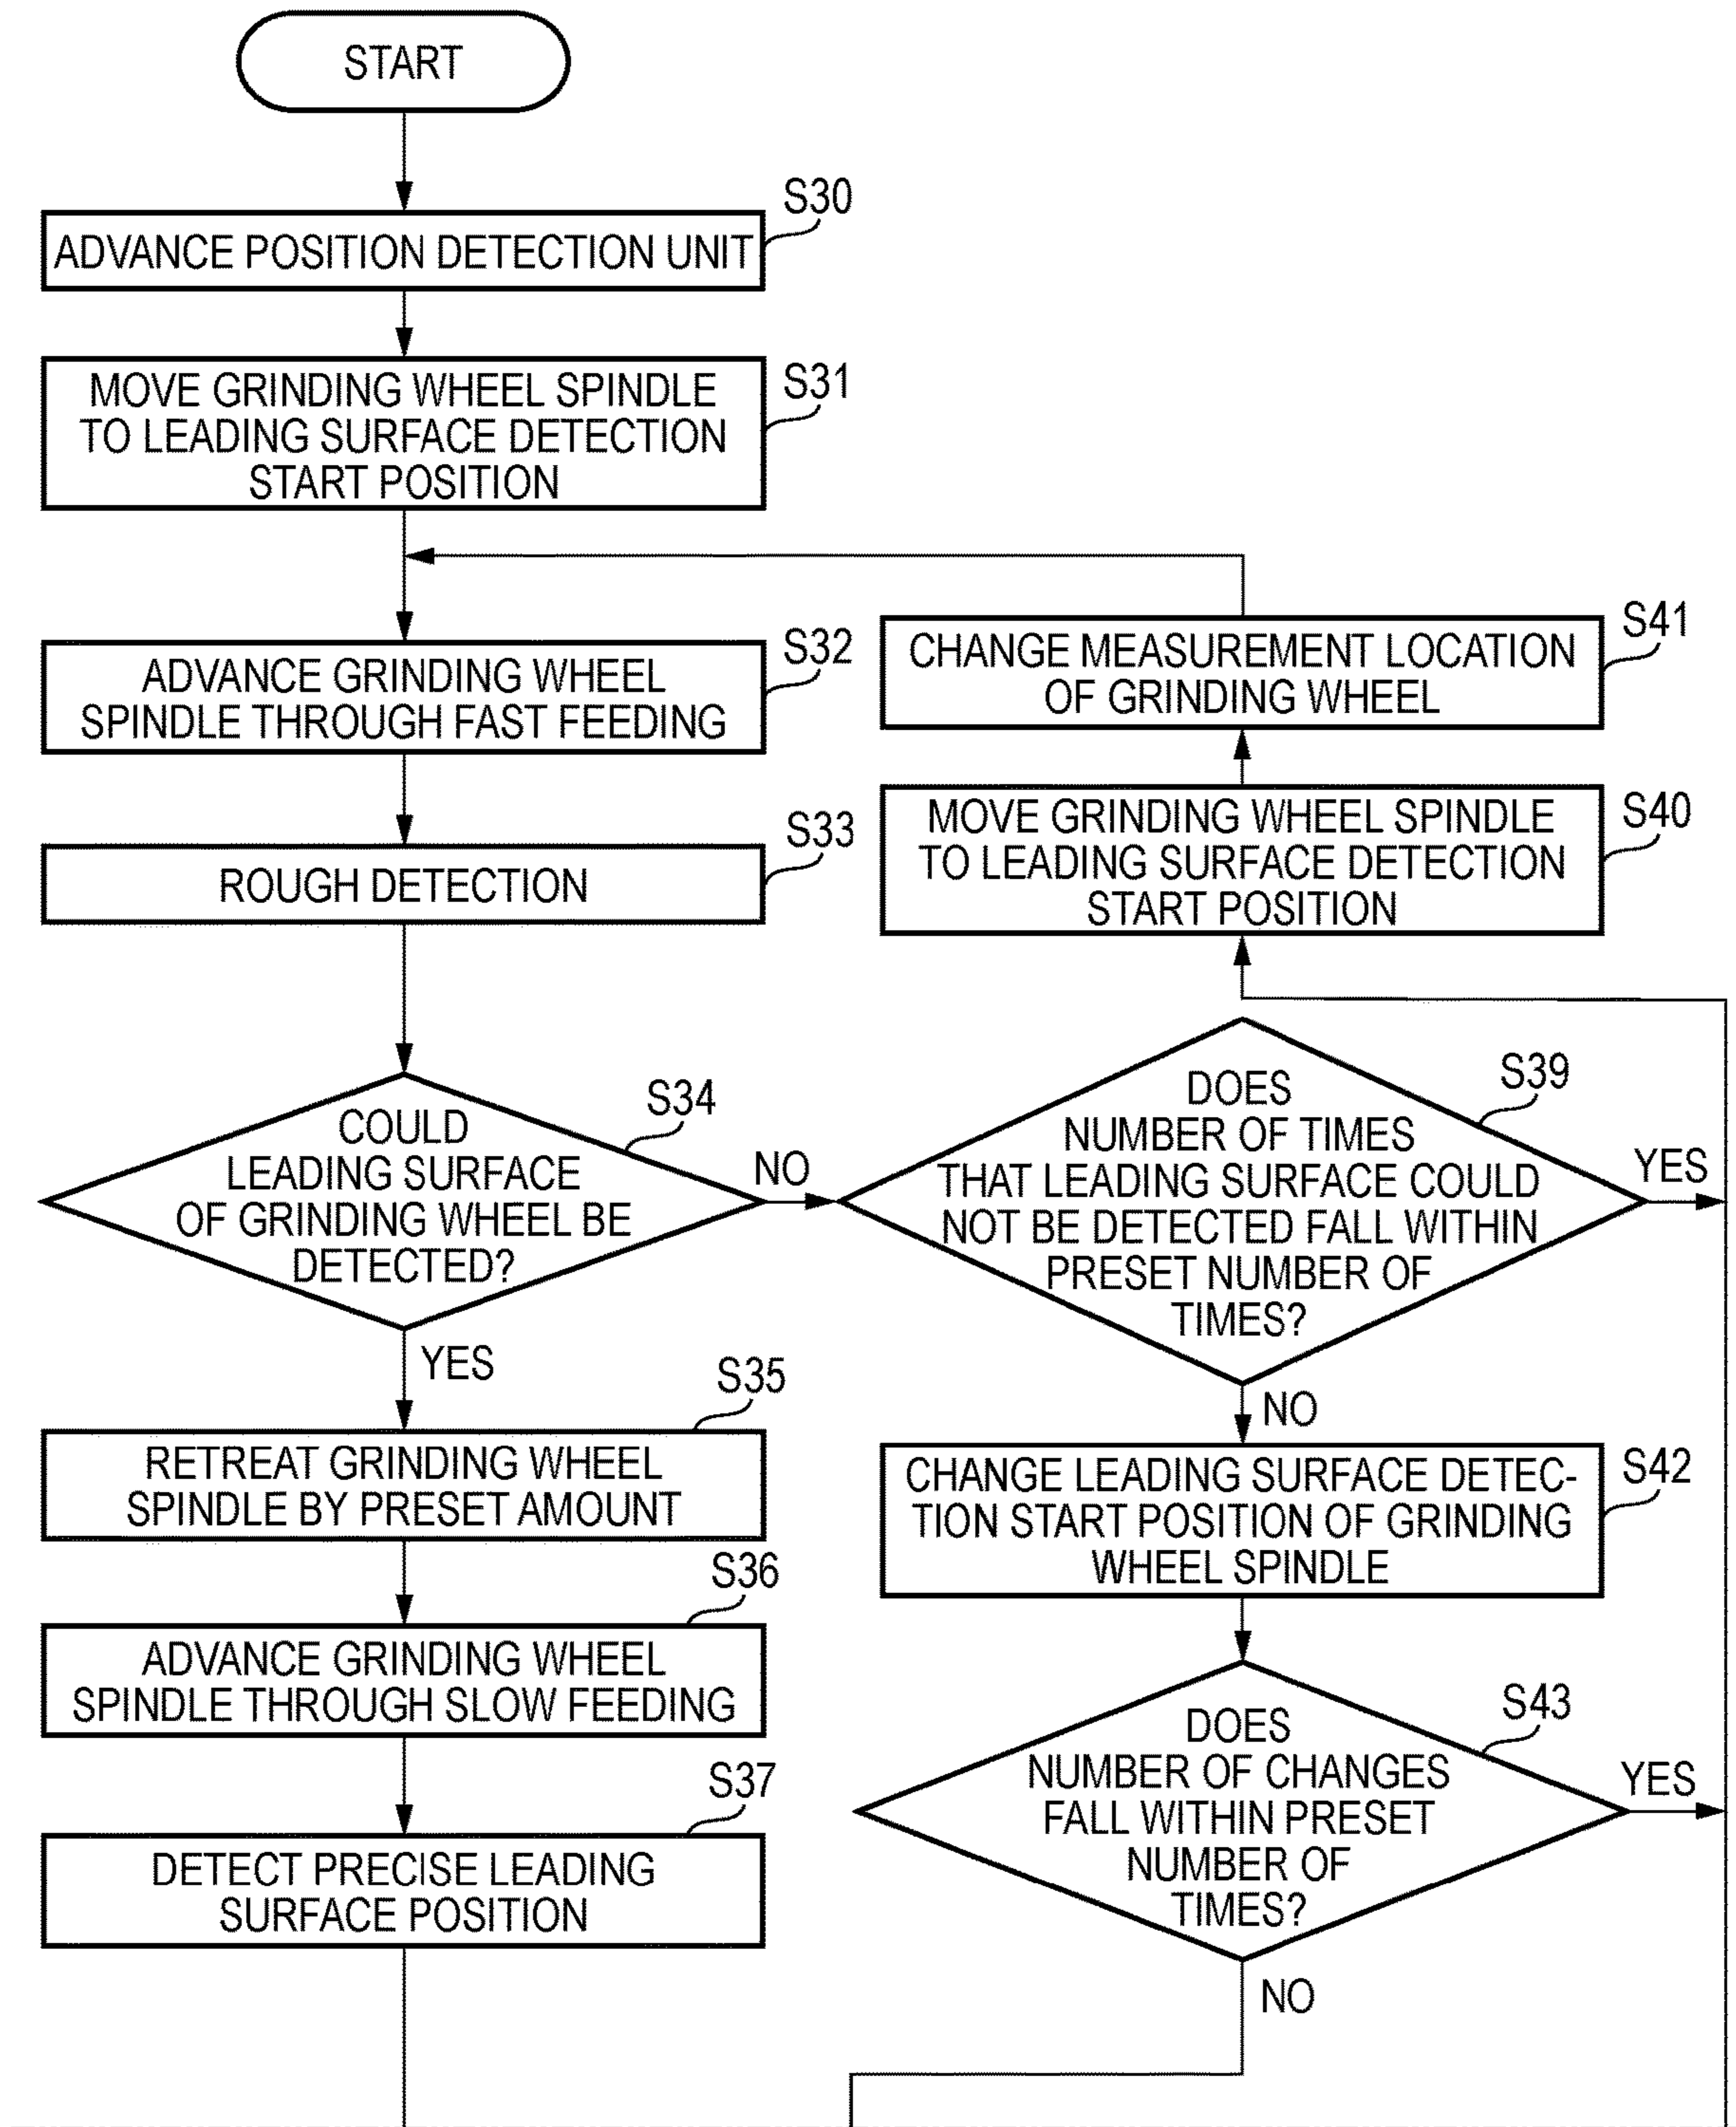 START
S30
ADVANCE POSITION DETECTION UNIT
S31
MOVE GRINDING WHEEL SPINDLE
TO LEADING SURFACE DETECTION
START POSITION
S32
ADVANCE GRINDING WHEEL
SPINDLE THROUGH FAST FEEDING
S33
ROUGH DETECTION
S34
COULD
LEADING SURFACE
OF GRINDING WHEEL BE
DETECTED?
NO
YES
S35
RETREAT GRINDING WHEEL
SPINDLE BY PRESET AMOUNT
S36
ADVANCE GRINDING WHEEL
SPINDLE THROUGH SLOW FEEDING
S37
DETECT PRECISE LEADING
SURFACE POSITION
S41
CHANGE MEASUREMENT LOCATION
OF GRINDING WHEEL
S40
MOVE GRINDING WHEEL SPINDLE
TO LEADING SURFACE DETECTION
START POSITION
S39
DOES
NUMBER OF TIMES
THAT LEADING SURFACE COULD
NOT BE DETECTED FALL WITHIN
PRESET NUMBER OF
TIMES?
YES
NO
S42
CHANGE LEADING SURFACE DETEC-
TION START POSITION OF GRINDING
WHEEL SPINDLE
S43
DOES
NUMBER OF CHANGES
FALL WITHIN PRESET
NUMBER OF
TIMES?
YES
NO